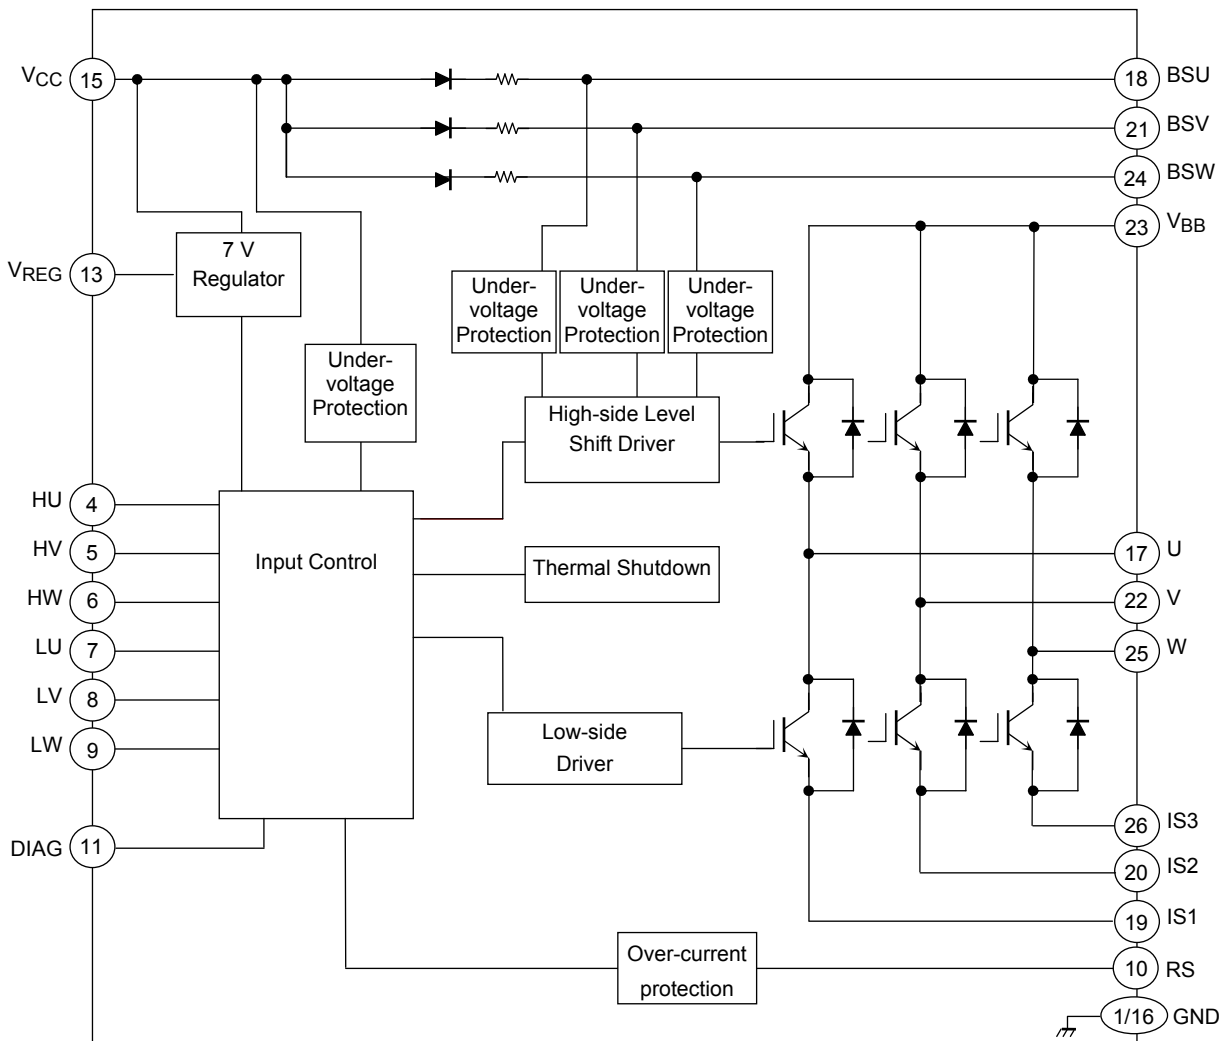 VCC 15
18 BSU
21 BSV
24 BSW
23 VBB
VREG 13
7 V
Regulator
Under-
voltage
Protection
Under-
voltage
Protection
Under-
voltage
Protection
Under-
voltage
Protection
High-side Level
Shift Driver
HU 4
HV 5
HW 6
LU 7
LV 8
LW 9
DIAG 11
Input Control
Thermal Shutdown
Low-side
Driver
17 U
22 V
25 W
26 IS3
20 IS2
19 IS1
Over-current
protection
10 RS
1/16 GND